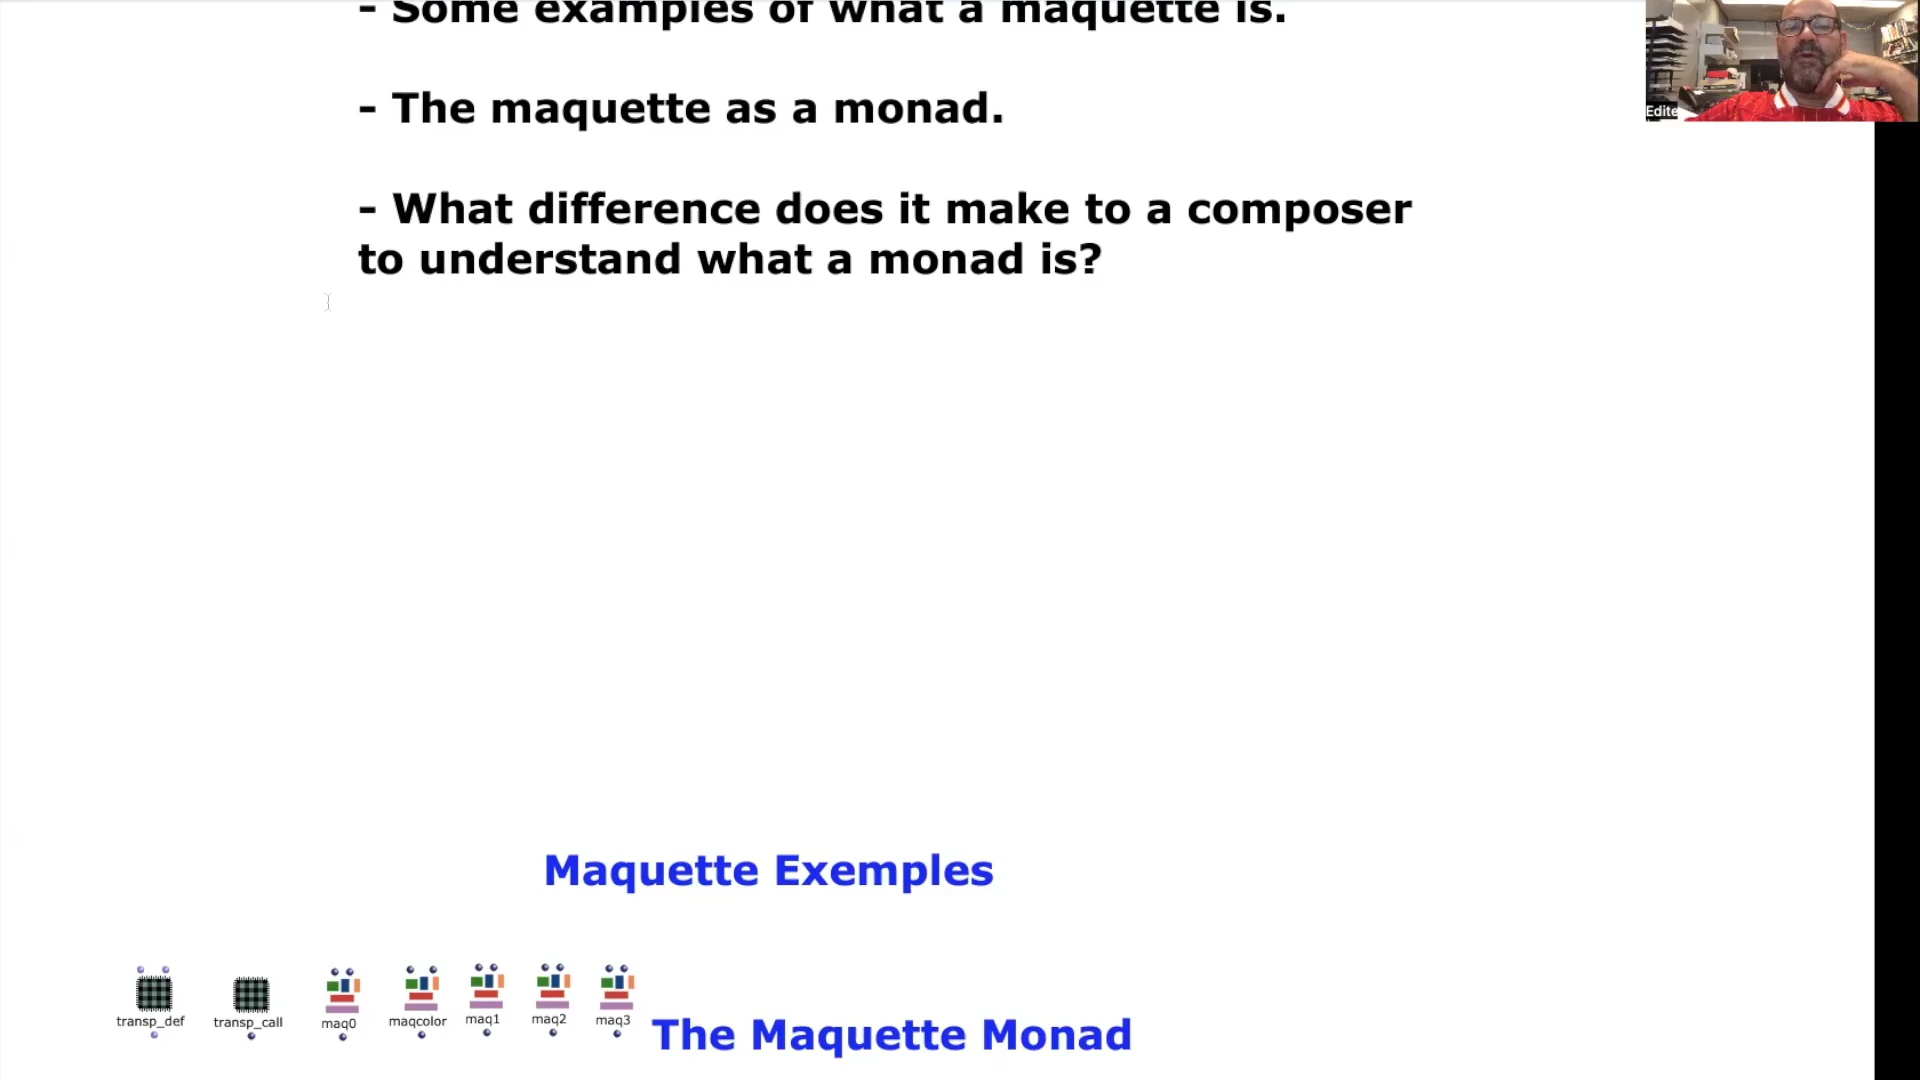 - Some examples of what a maquette is.
- The maquette as a monad.
- What difference does it make to a composer
to understand what a monad is?
Edite
Maquette Exemples
transp_def transp_call maq0 maqcolor maq1 maq2 maq3
The Maquette Monad